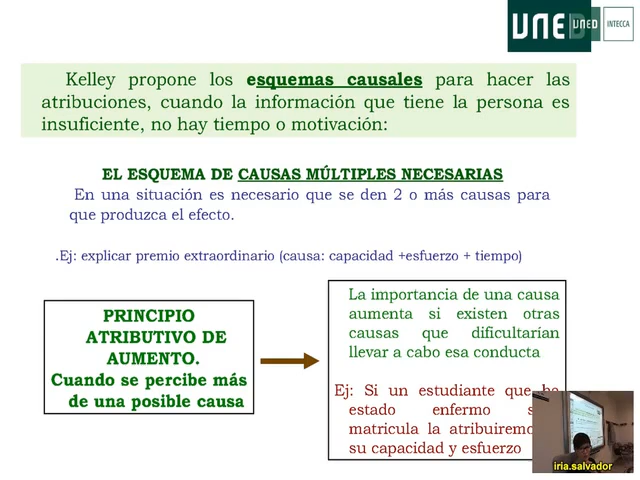 UNED
UNED
INTECCA
Kelley propone los esquemas causales para hacer las
atribuciones, cuando la información que tiene la persona es
insuficiente, no hay tiempo o motivación:
EL ESQUEMA DE CAUSAS MÚLTIPLES NECESARIAS
En una situación es necesario que se den 2 o más causas para
que produzca el efecto.
.Ej: explicar premio extraordinario (causa: capacidad +esfuerzo + tiempo)
PRINCIPIO
ATRIBUTIVO DE
AUMENTO.
Cuando se percibe más
de una posible causa
La importancia de una causa
aumenta si existen otras
causas que dificultarían
llevar a cabo esa conducta
Ej: Si un estudiante que
estado enfermo
matricula la atribuiremo
su capacidad y esfuerzo
iria.salvador